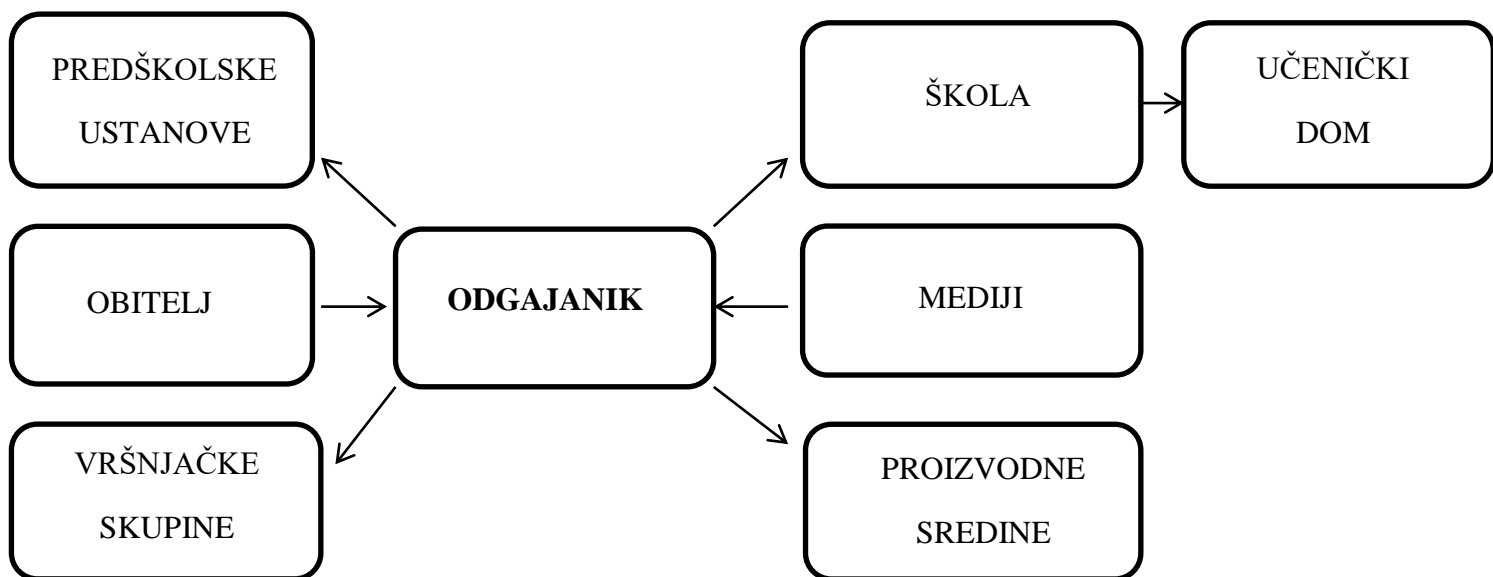 PREDŠKOLSKE
USTANOVE
ŠKOLA
UČENIČKI
DOM
OBITELJ
ODGAJANIK
MEDIJI
VRŠNJAČKE
SKUPINE
PROIZVODNE
SREDINE